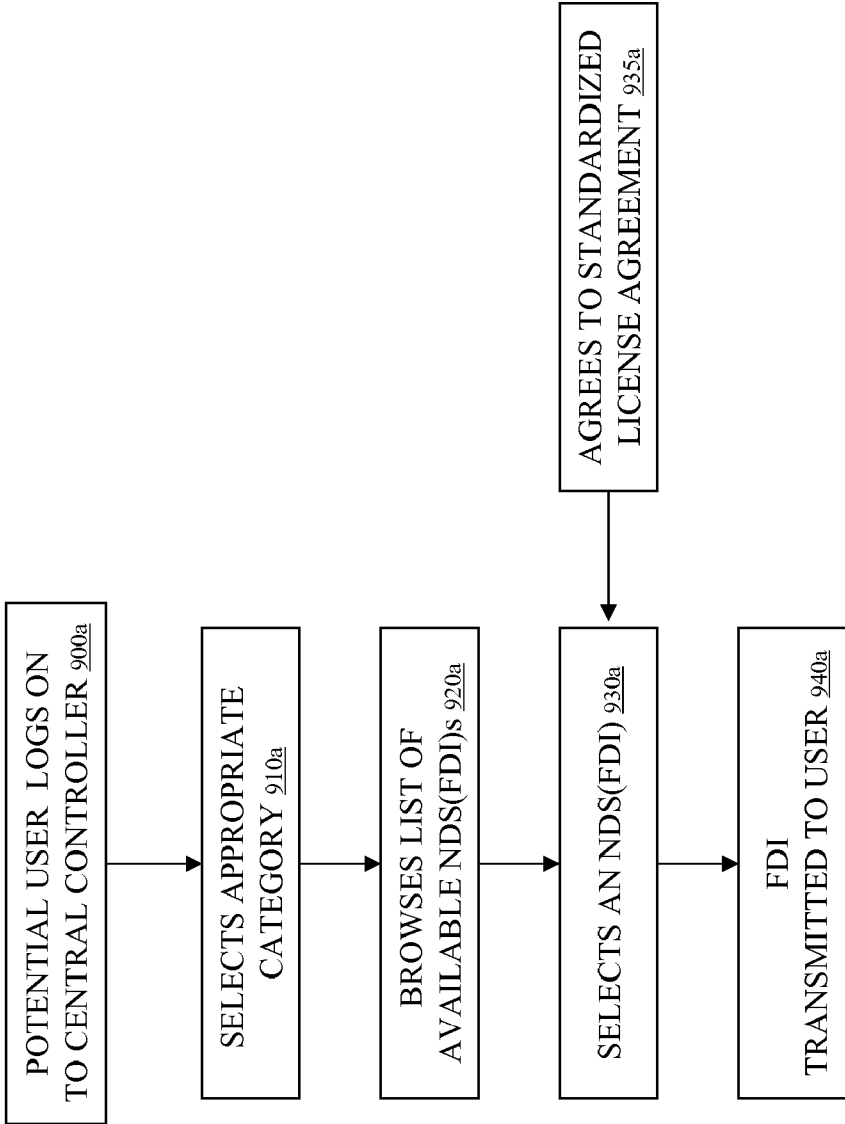 POTENTIAL USER LOGS ON
TO CENTRAL CONTROLLER 900a
SELECTS APPROPRIATE
CATEGORY 910a
BROWSES LIST OF
AVAILABLE NDS(FDI)s 920a
SELECTS AN NDS(FDI) 930a
AGREES TO STANDARDIZED
LICENSE AGREEMENT 935a
FDI
TRANSMITTED TO USER 940a